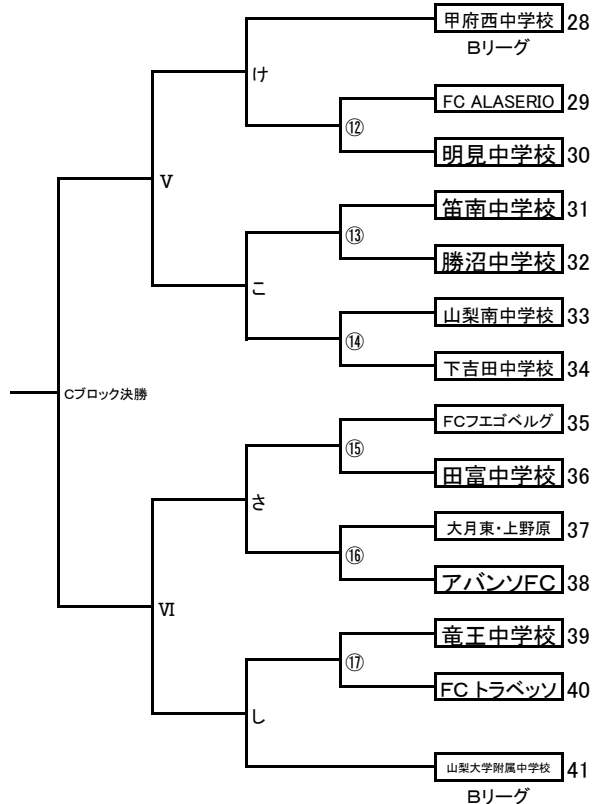 甲府西中学校 28
Bリーグ
け
FC ALASERIO 29
⑫
明見中学校 30
Ⅴ
笛南中学校 31
⑬
勝沼中学校 32
こ
山梨南中学校 33
⑭
下吉田中学校 34
Cブロック決勝
FCフエゴベルグ 35
⑮
田富中学校 36
さ
大月東・上野原 37
⑯
アバンソFC 38
Ⅵ
竜王中学校 39
⑰
FCトラベッソ 40
し
山梨大学附属中学校 41
Bリーグ